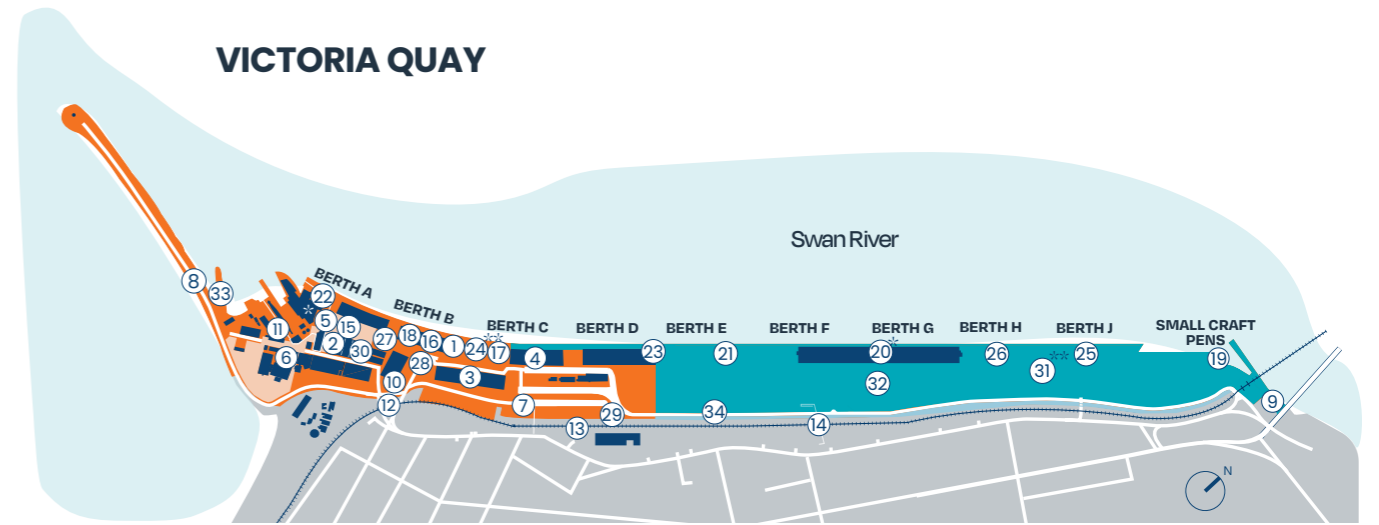 VICTORIA QUAY
Swan River
BERTH A
BERTH B
BERTH C
BERTH D
BERTH E
BERTH F
BERTH G
BERTH H
BERTH J
SMALL CRAFT
PENS
8
33
22
11
5
15
2
6
30
27
18
16
1
24
17
28
10
12
3
4
7
13
29
23
21
34
20
32
14
26
31
25
19
9
N